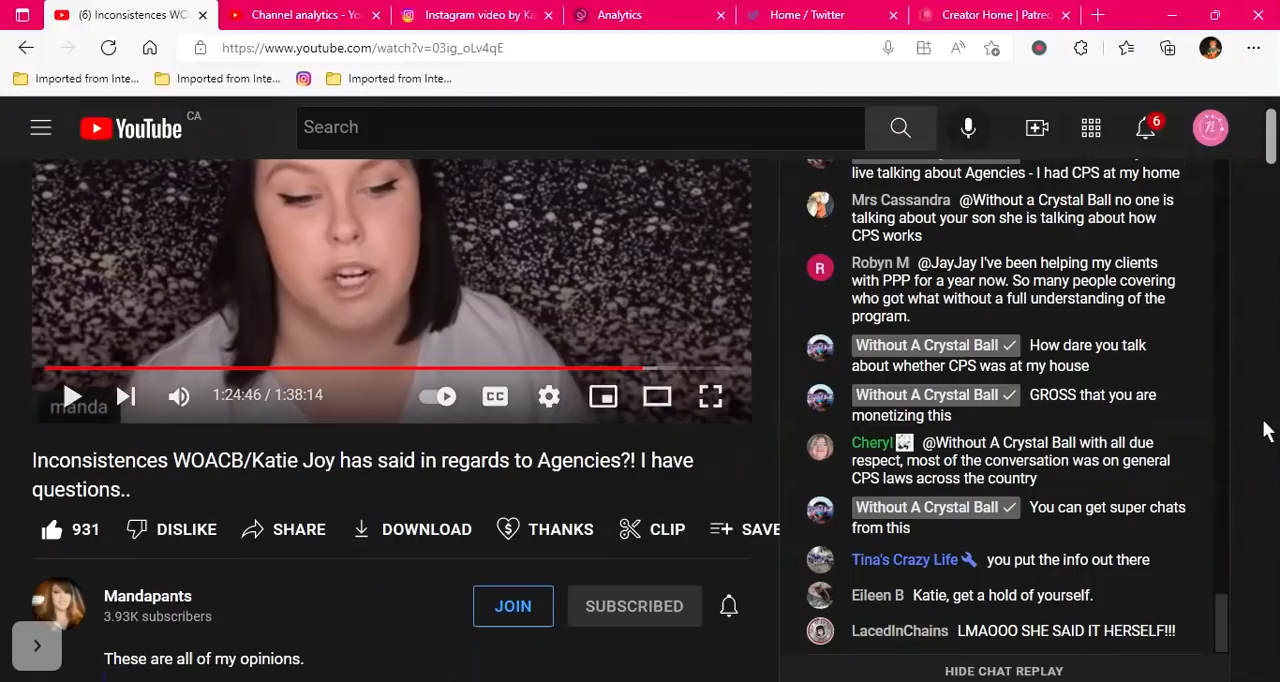 (6) Inconsistences WO
Channel analytics - Yo
Instagram video by Ka
Analytics
Home / Twitter
Creator Home | Patreo
https://www.youtube.com/watch?v=03ig_oLv4qE
Imported from Inte...
Imported from Inte...
Imported from Inte...
YouTube CA
Search
6
live talking about Agencies - I had CPS at my home
Mrs Cassandra @Without a Crystal Ball no one is
talking about your son she is talking about how
CPS works
R
Robyn M @JayJay I've been helping my clients
with PPP for a year now. So many people covering
who got what without a full understanding of the
program.
Without A Crystal Ball How dare you talk
about whether CPS was at my house
Without A Crystal Ball GROSS that you are
monetizing this
Cheryl @Without A Crystal Ball with all due
respect, most of the conversation was on general
CPS laws across the country
Without A Crystal Ball You can get super chats
from this
Tina's Crazy Life you put the info out there
Eileen B Katie, get a hold of yourself.
LacedInChains LMAOOO SHE SAID IT HERSELF!!!
HIDE CHAT REPLAY
1:24:46 / 1:38:14
CC
manda
Inconsistences WOACB/Katie Joy has said in regards to Agencies?! I have
questions..
931 DISLIKE SHARE DOWNLOAD THANKS CLIP SAVE
Mandapants
3.93K subscribers
JOIN
SUBSCRIBED
These are all of my opinions.